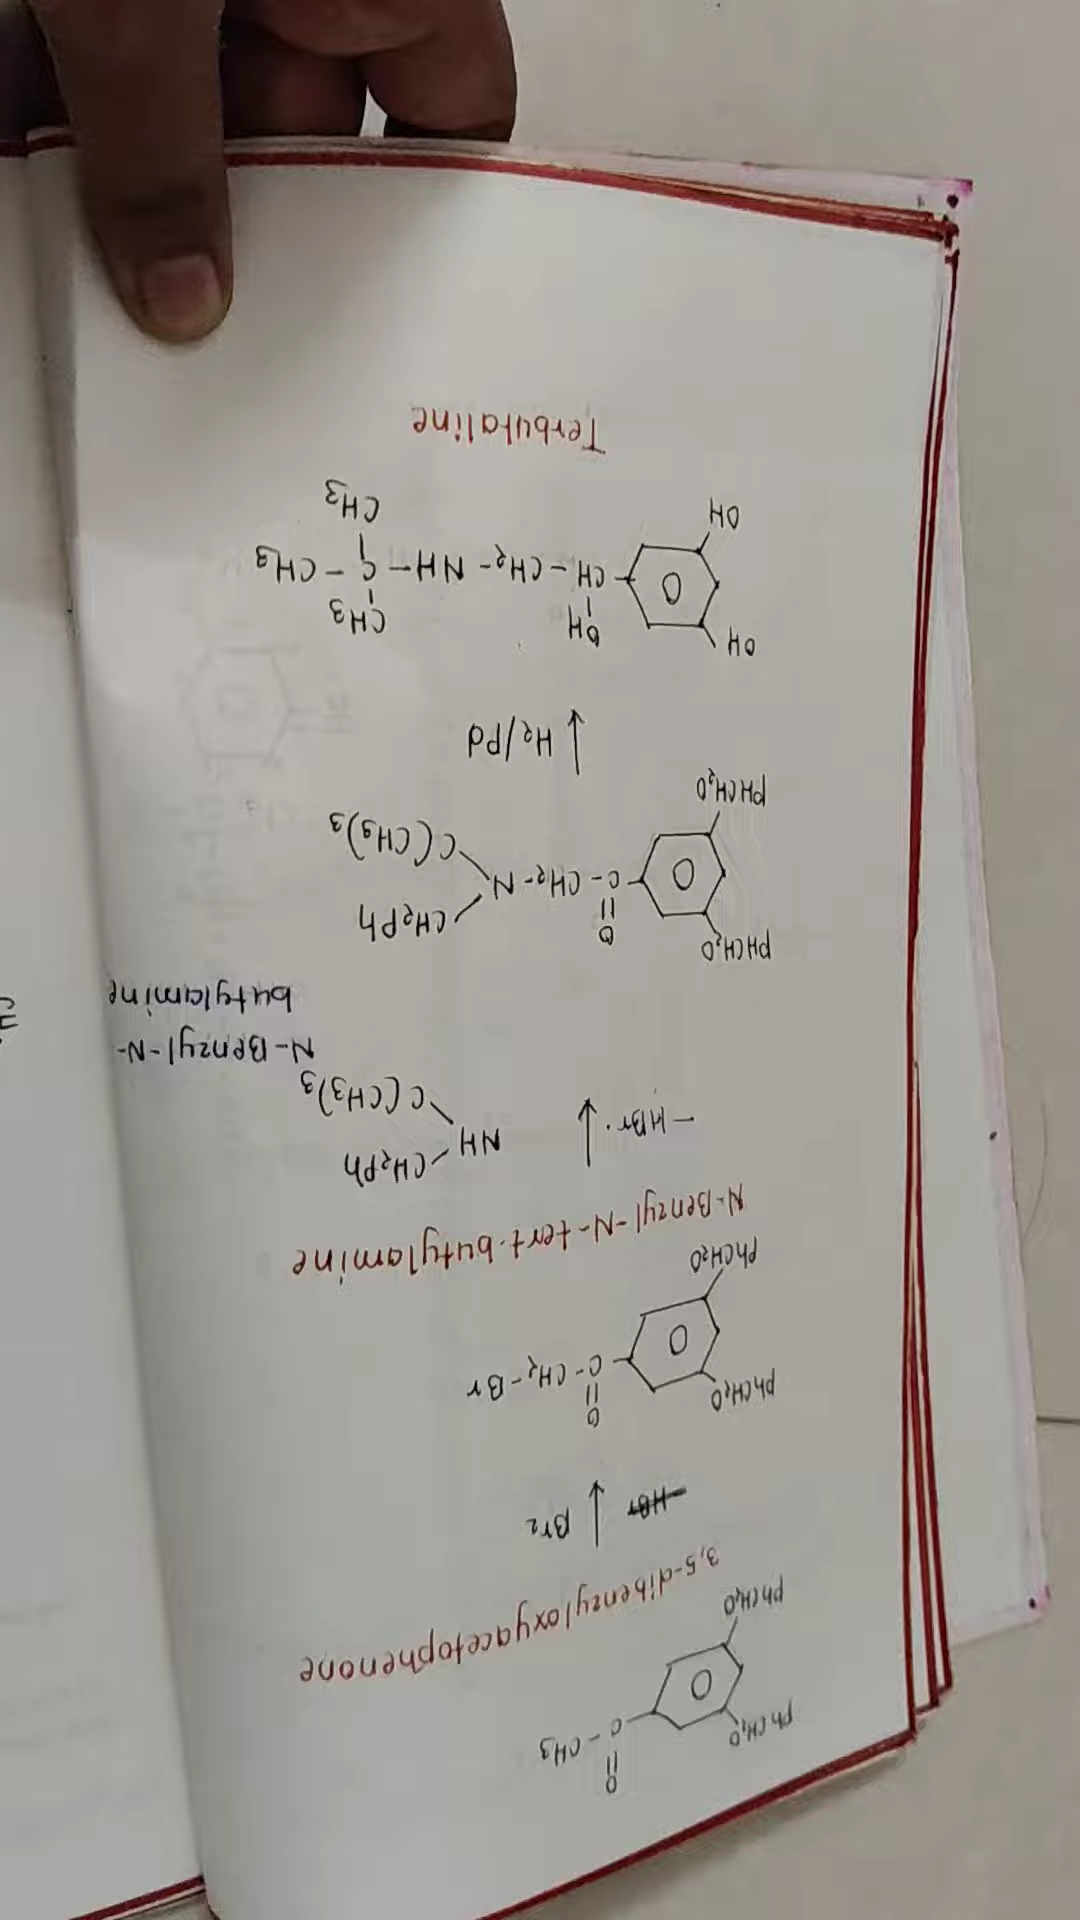 O
||
PhCH₂O C - CH₃
PhCH₂O
3,5-dibenzyloxyacetophenone
-HBr ↓ Br₂
O
||
PhCH₂O C - CH₂ - Br
PhCH₂O
N-Benzyl-N-tert-butylamine
-HBr. ↓ NH CH₂Ph
C(CH3)3
N-Benzyl-N-
butylamine
PHCH₂O O
||
C - CH₂ - N CH₂Ph
C(CH₃)3
PHCH₂O
↓ H₂/Pd
OH OH CH3
CH - CH₂ - NH - C - CH₃
OH CH3
Terbutaline